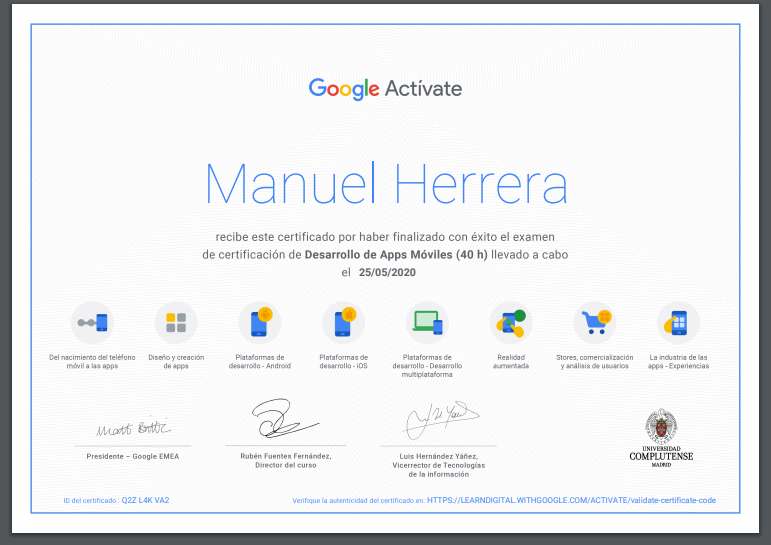 Google Actívate
Manuel Herrera
recibe este certificado por haber finalizado con éxito el examen
de certificación de Desarrollo de Apps Móviles (40 h) llevado a cabo
el 25/05/2020
Del nacimiento del teléfono
móvil a las apps
Diseño y creación
de apps
Plataformas de
desarrollo - Android
Plataformas de
desarrollo - iOS
Plataformas de
desarrollo - Desarrollo
multiplataforma
Realidad
aumentada
Stores, comercialización
y análisis de usuarios
La industria de las
apps - Experiencias
Matt Brittin
Presidente – Google EMEA
Rubén Fuentes Fernández,
Director del curso
Luis Hernández Yáñez,
Vicerrector de Tecnologías
de la información
UNIVERSIDAD
COMPLUTENSE
MADRID
ID del certificado : Q2Z L4K VA2
Verifique la autenticidad del certificado en: HTTPS://LEARNDIGITAL.WITHGOOGLE.COM/ACTIVATE/validate-certificate-code